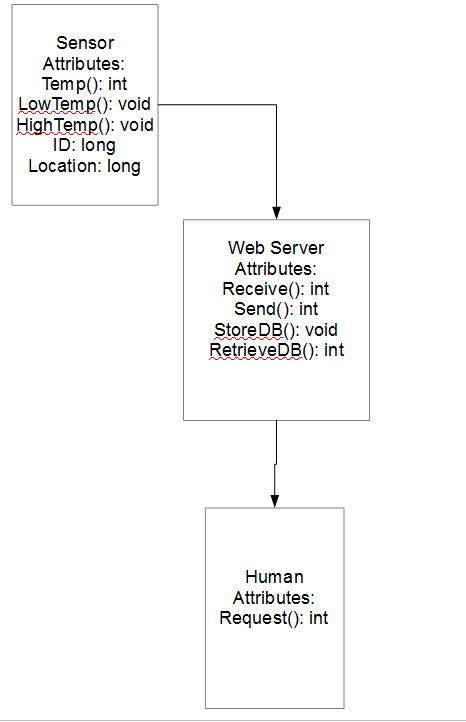 Sensor
Attributes:
Temp(): int
LowTemp(): void
HighTemp(): void
ID: long
Location: long
Web Server
Attributes:
Receive(): int
Send(): int
StoreDB(): void
RetrieveDB(): int
Human
Attributes:
Request(): int